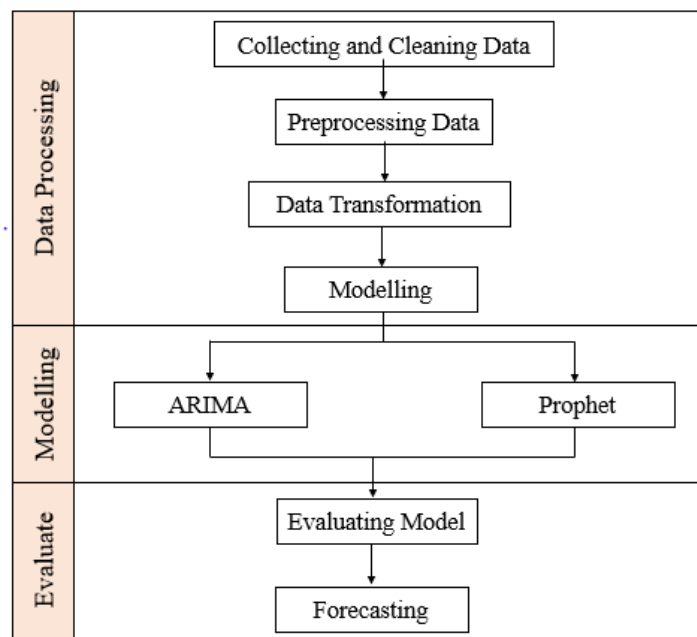 Data Processing
Collecting and Cleaning Data
Preprocessing Data
Data Transformation
Modelling
Modelling
ARIMA
Prophet
Evaluate
Evaluating Model
Forecasting